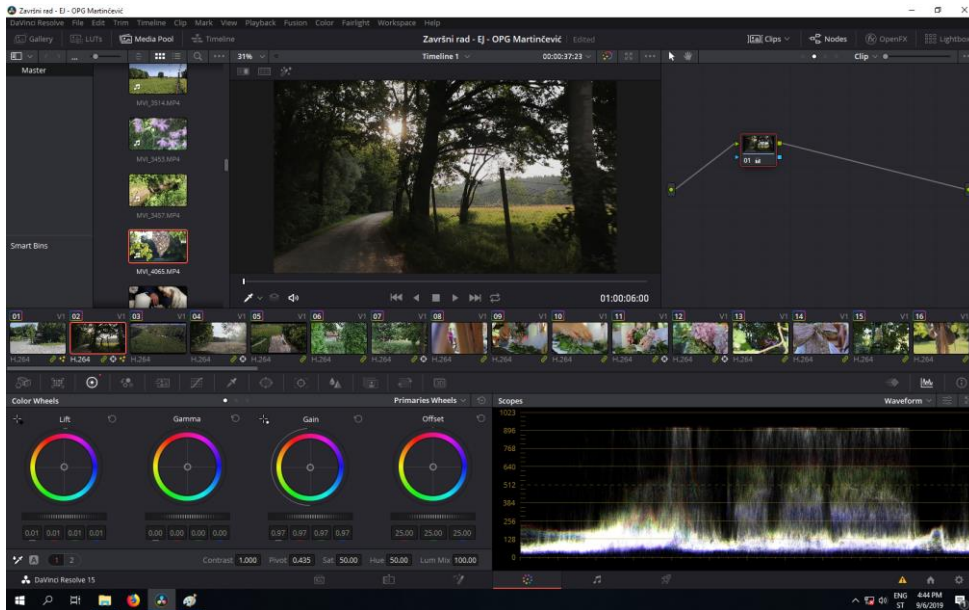 Završni rad - EJ - OPG Martinčević
DaVinci Resolve File Edit Trim Timeline Clip Mark View Playback Fusion Color Fairlight Workspace Help
Gallery LUTs Media Pool Timeline Završni rad - EJ - OPG Martinčević Edited Clips Nodes OpenFX Lightbox
31% Timeline 1 00:00:37:23 Clip
Master
MVI_3514.MP4
MVI_3453.MP4
MVI_3457.MP4
01
Smart Bins
MVI_4065.MP4
01:00:06:00
01 V1 02 V1 03 V1 04 V1 05 V1 06 V1 07 V1 08 V1 09 V1 10 V1 11 V1 12 V1 13 V1 14 V1 15 V1 16 V1
H.264 H.264 H.264 H.264 H.264 H.264 H.264 H.264 H.264 H.264 H.264 H.264 H.264 H.264 H.264 H.264
Color Wheels Primaries Wheels Scopes Waveform
Lift Gamma Gain Offset
1023
896
768
640
512
384
256
128
0
0.01 0.01 0.01 0.01 0.00 0.00 0.00 0.00 0.97 0.97 0.97 0.97 25.00 25.00 25.00
A 1 2 Contrast 1.000 Pivot 0.435 Sat 50.00 Hue 50.00 Lum Mix 100.00
DaVinci Resolve 15
ENG 4:44 PM
ST 9/6/2019